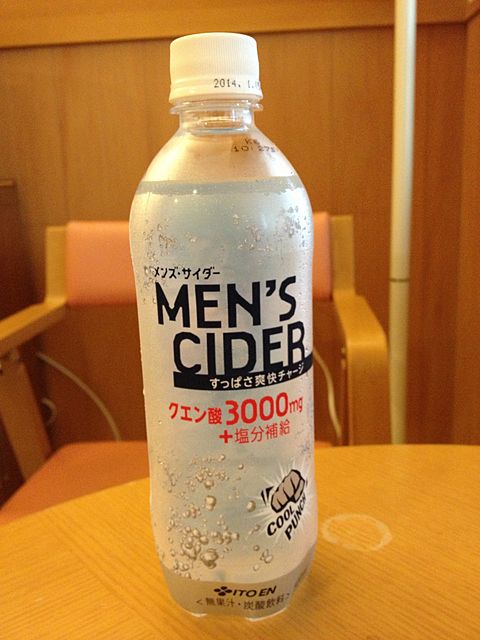 2014.
10:
メンズ・サイダー
MEN'S
CIDER
すっぱさ爽快チャージ
クエン酸3000mg
+塩分補給
COOL
PUNCH
ITO EN
<無果汁・炭酸飲料>